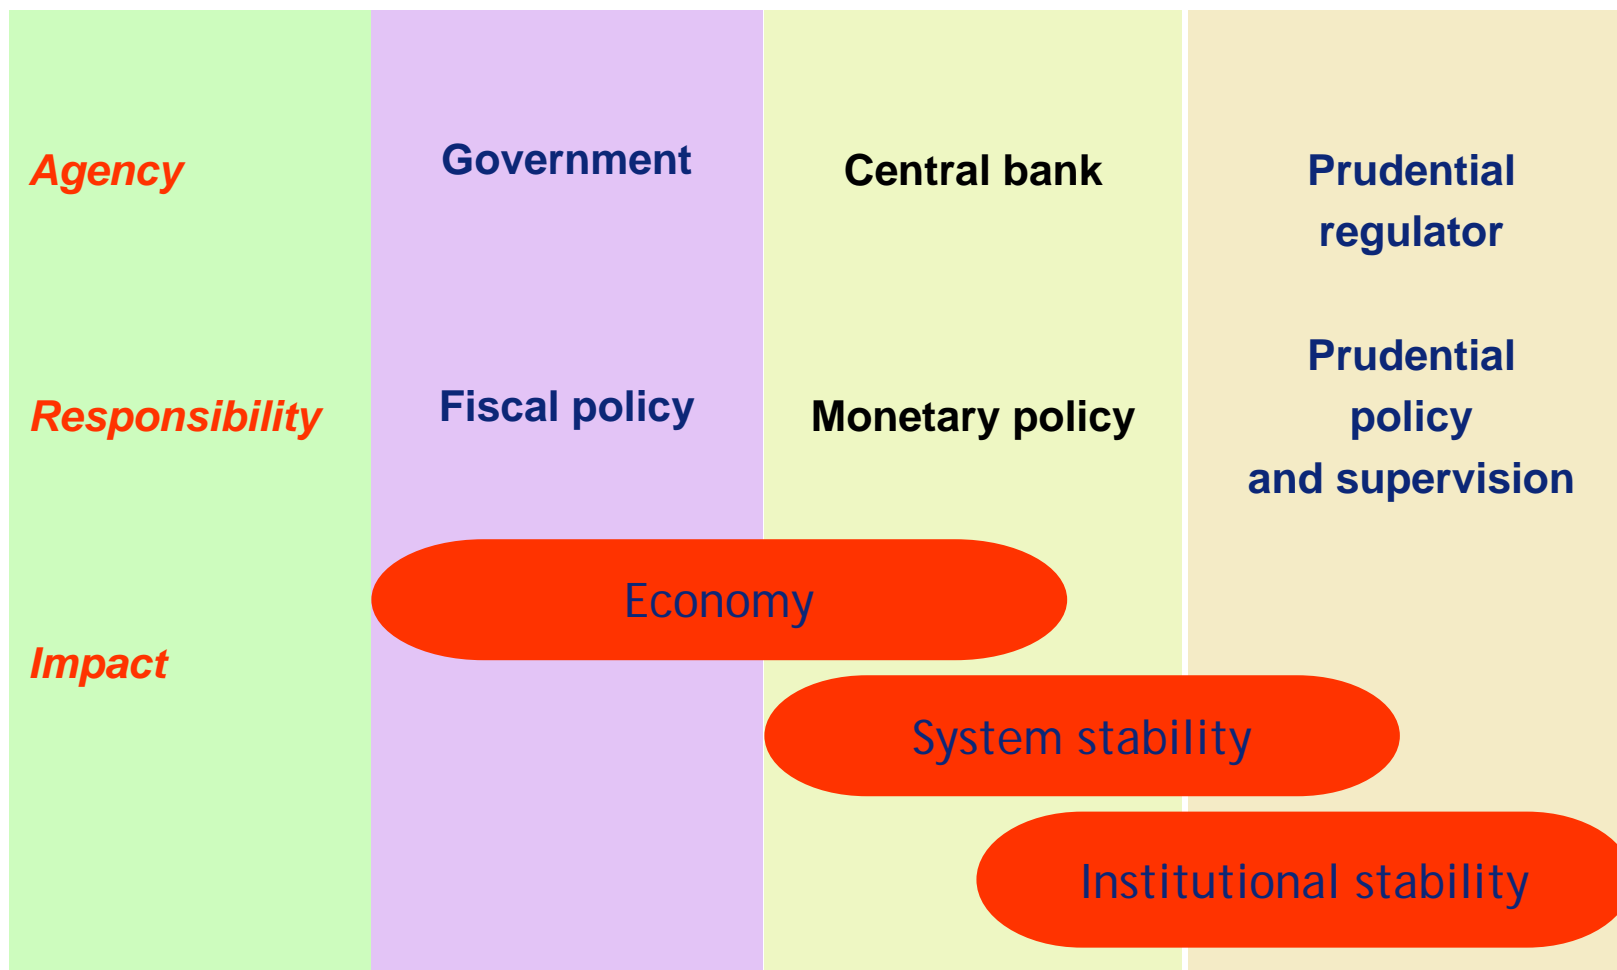 Agency
Government
Central bank
Prudential
regulator
Responsibility
Fiscal policy
Monetary policy
Prudential
policy
and supervision
Impact
Economy
System stability
Institutional stability